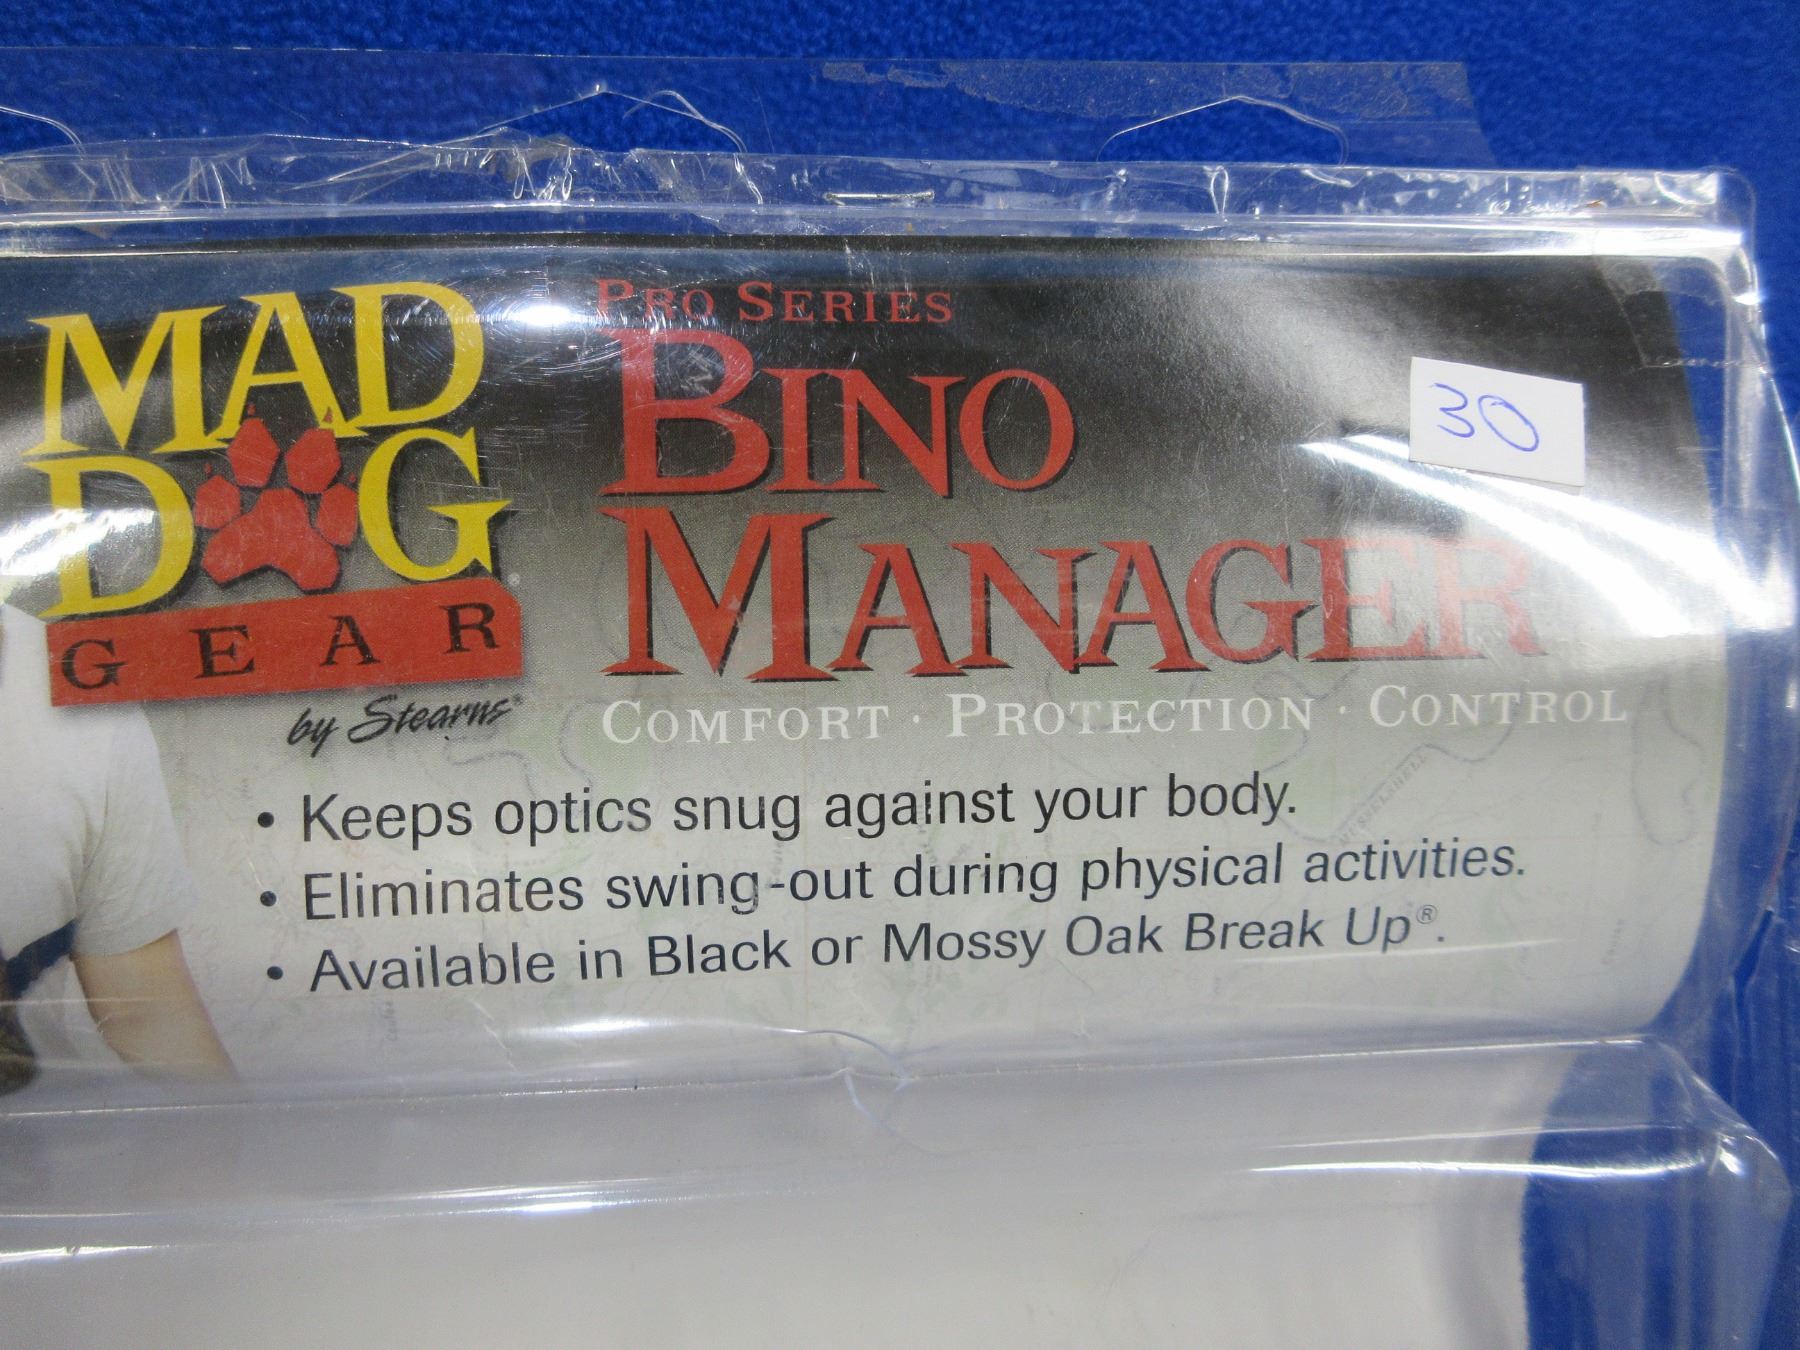 MAD
DOG
GEAR
by Stearns®
PRO SERIES
BINO
MANAGER
COMFORT · PROTECTION · CONTROL
30
• Keeps optics snug against your body.
• Eliminates swing-out during physical activities.
• Available in Black or Mossy Oak Break Up®.